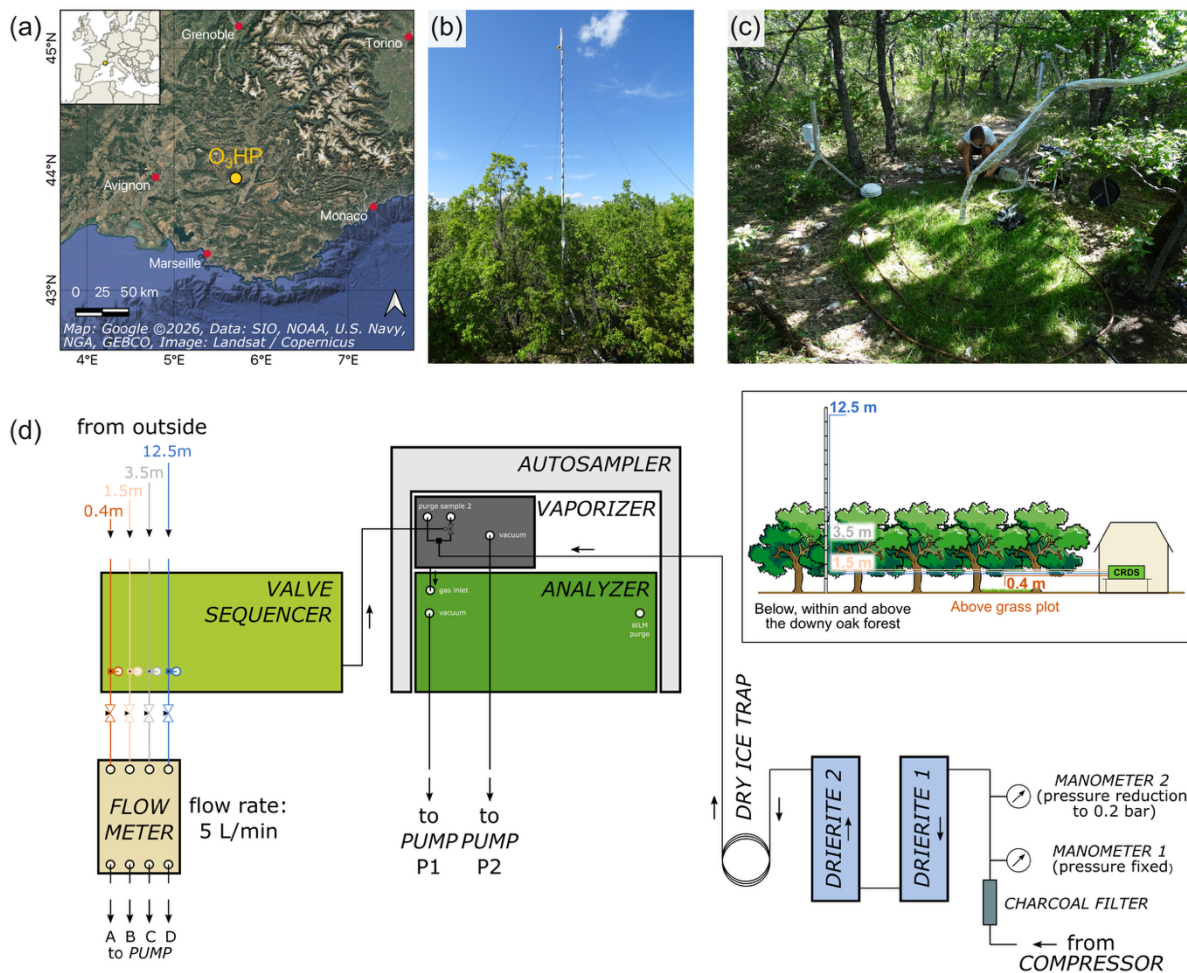 (a)
Grenoble
Torino
45°N
O3HP
44°N
Avignon
Monaco
Marseille
43°N
0 25 50 km
Map: Google ©2026, Data: SIO, NOAA, U.S. Navy,
NGA, GEBCO, Image: Landsat / Copernicus
4°E 5°E 6°E 7°E
(b)
(c)
(d)
from outside
12.5m
3.5m
1.5m
0.4m
VALVE
SEQUENCER
FLOW
METER
flow rate:
5 L/min
A B C D
to PUMP
AUTOSAMPLER
VAPORIZER
purge sample 2
vacuum
ANALYZER
gas inlet
vacuum
WLM
purge
to
PUMP
P1
to
PUMP
P2
12.5 m
3.5 m
1.5 m
0.4 m
CRDS
Below, within and above
the downy oak forest
Above grass plot
DRY ICE TRAP
DRIERITE 2
DRIERITE 1
MANOMETER 2
(pressure reduction
to 0.2 bar)
MANOMETER 1
(pressure fixed)
CHARCOAL FILTER
from
COMPRESSOR